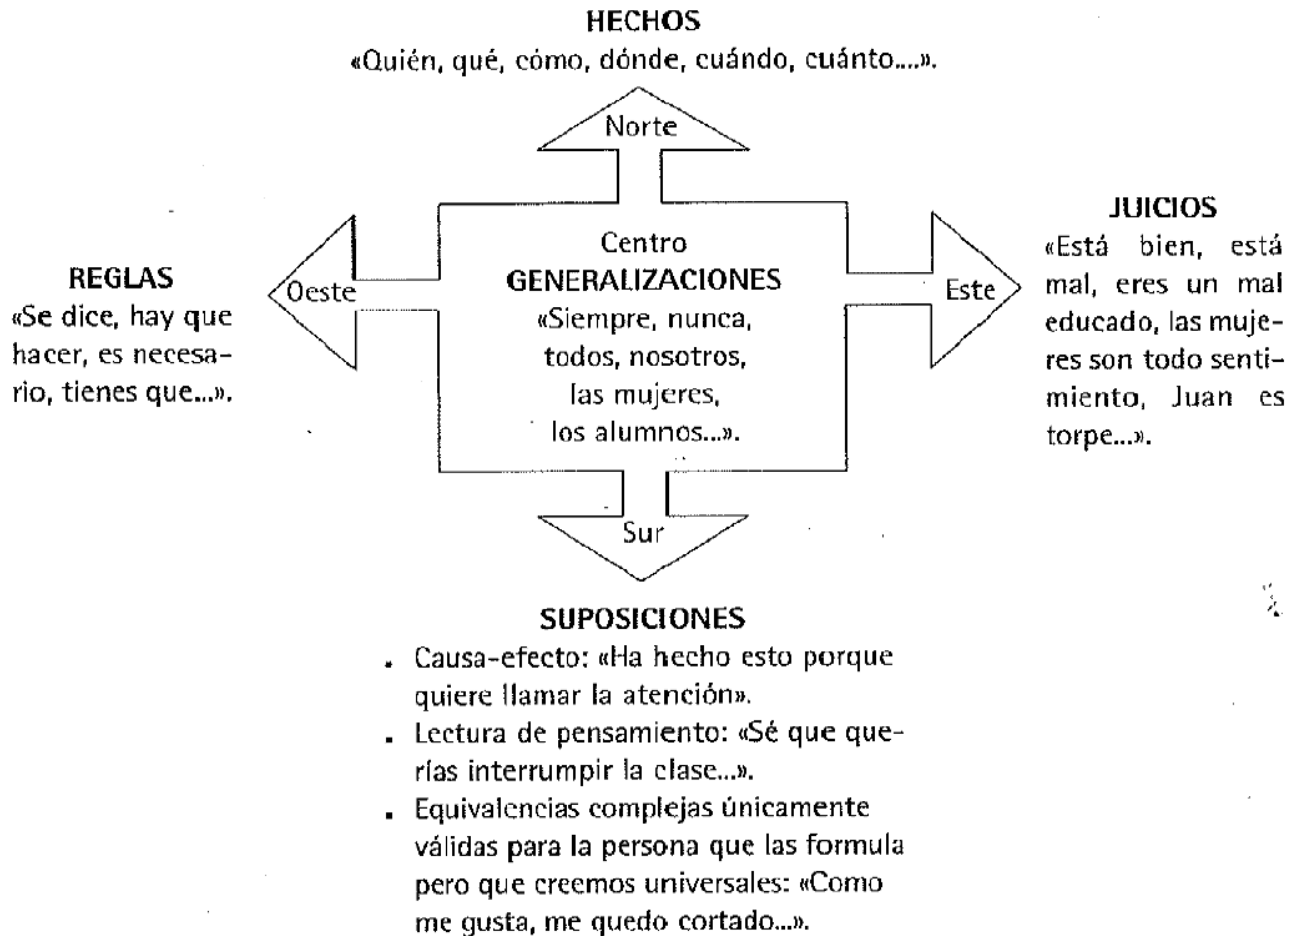 HECHOS
«Quién, qué, cómo, dónde, cuándo, cuánto....».
Norte
JUICIOS
«Está bien, está
mal, eres un mal
educado, las muje-
res son todo senti-
miento, Juan es
torpe...».
Este
Centro
GENERALIZACIONES
«Siempre, nunca,
todos, nosotros,
las mujeres,
los alumnos...».
Oeste
REGLAS
«Se dice, hay que
hacer, es necesa-
rio, tienes que...».
Sur
SUPOSICIONES
. Causa-efecto: «Ha hecho esto porque
quiere llamar la atención».
. Lectura de pensamiento: «Sé que que-
rías interrumpir la clase...».
. Equivalencias complejas únicamente
válidas para la persona que las formula
pero que creemos universales: «Como
me gusta, me quedo cortado...».